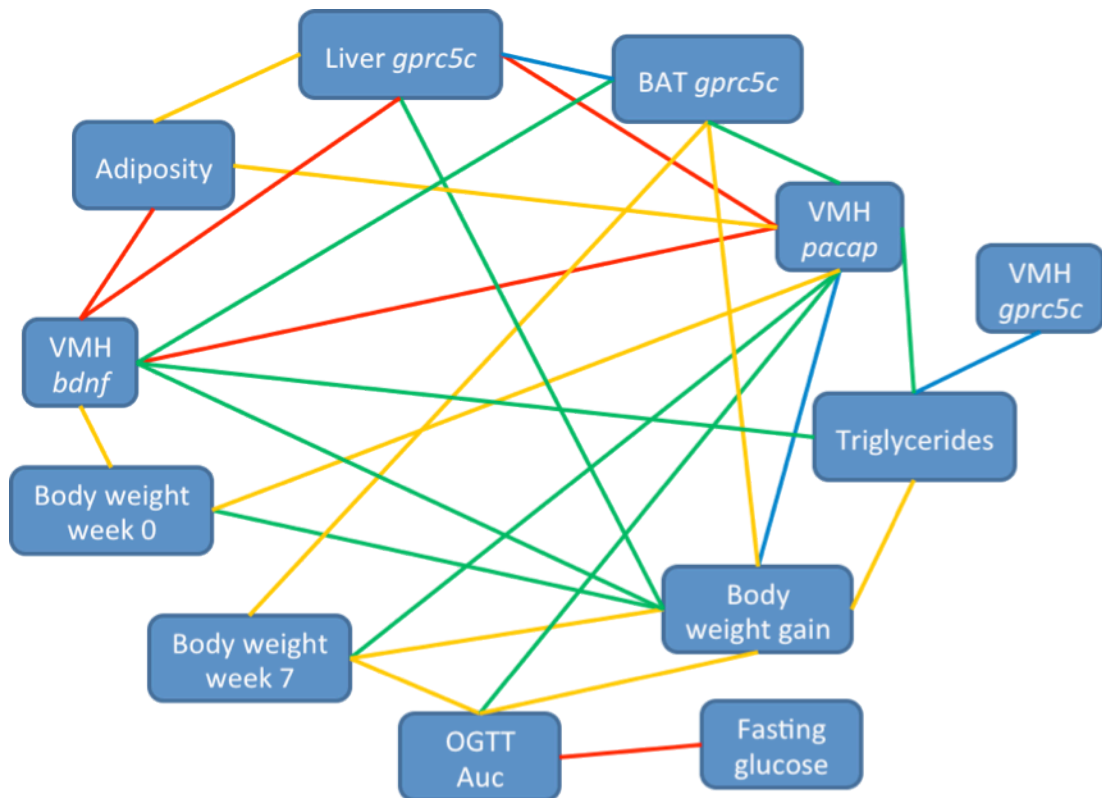 Liver gprc5c
BAT gprc5c
Adiposity
VMH
pacap
VMH
gprc5c
VMH
bdnf
Triglycerides
Body weight
week 0
Body
weight gain
Body weight
week 7
OGTT
Auc
Fasting
glucose